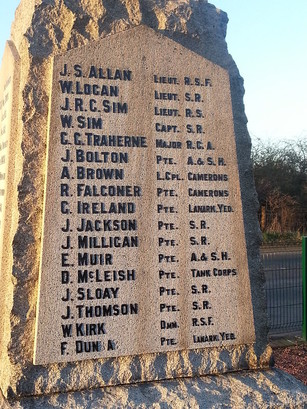 J. S. ALLAN LIEUT. R.S.F.
W. LOGAN LIEUT. S.R.
J. R. C. SIM LIEUT. R.S.
W. SIM CAPT. S.R.
G. G. TRAHERNE MAJOR R.G.A.
J. BOLTON PTE. A. & S.H.
A. BROWN L.CPL. CAMERONS
R. FALCONER PTE. CAMERONS
G. IRELAND PTE. LANARK. YEO.
J. JACKSON PTE. S.R.
J. MILLIGAN PTE. S.R.
E. MUIR PTE. A. & S.H.
D. MCLEISH PTE. TANK CORPS
J. SLOAY PTE. S.R.
J. THOMSON PTE. S.R.
W. KIRK DMR. R.S.F.
F. PTE. LANARK. YEO.